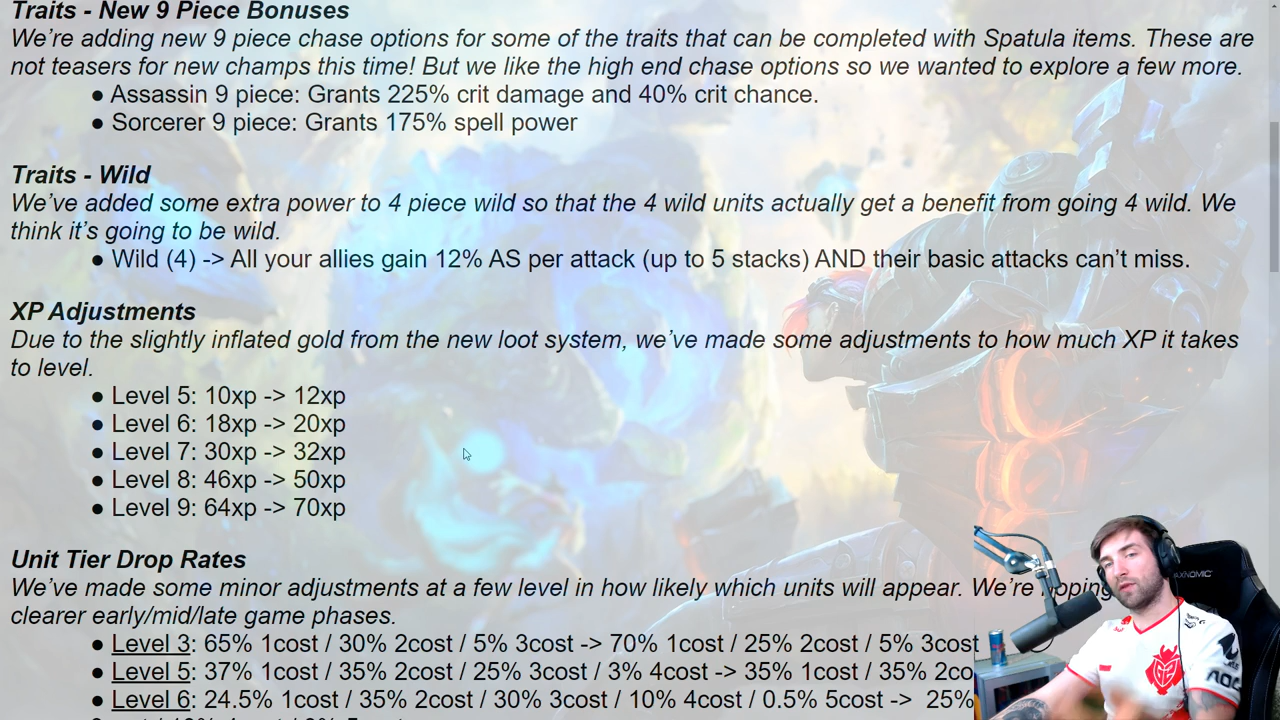 Traits - New 9 Piece Bonuses
We're adding new 9 piece chase options for some of the traits that can be completed with Spatula items. These are
not teasers for new champs this time! But we like the high end chase options so we wanted to explore a few more.
● Assassin 9 piece: Grants 225% crit damage and 40% crit chance.
● Sorcerer 9 piece: Grants 175% spell power
Traits - Wild
We've added some extra power to 4 piece wild so that the 4 wild units actually get a benefit from going 4 wild. We
think it's going to be wild.
● Wild (4) -> All your allies gain 12% AS per attack (up to 5 stacks) AND their basic attacks can't miss.
XP Adjustments
Due to the slightly inflated gold from the new loot system, we've made some adjustments to how much XP it takes
to level.
● Level 5: 10xp -> 12xp
● Level 6: 18xp -> 20xp
● Level 7: 30xp -> 32xp
● Level 8: 46xp -> 50xp
● Level 9: 64xp -> 70xp
Unit Tier Drop Rates
We've made some minor adjustments at a few level in how likely which units will appear. We're hoping
clearer early/mid/late game phases.
● Level 3: 65% 1cost / 30% 2cost / 5% 3cost -> 70% 1cost / 25% 2cost / 5% 3cost
● Level 5: 37% 1cost / 35% 2cost / 25% 3cost / 3% 4cost -> 35% 1cost / 35% 2co
● Level 6: 24.5% 1cost / 35% 2cost / 30% 3cost / 10% 4cost / 0.5% 5cost -> 25%